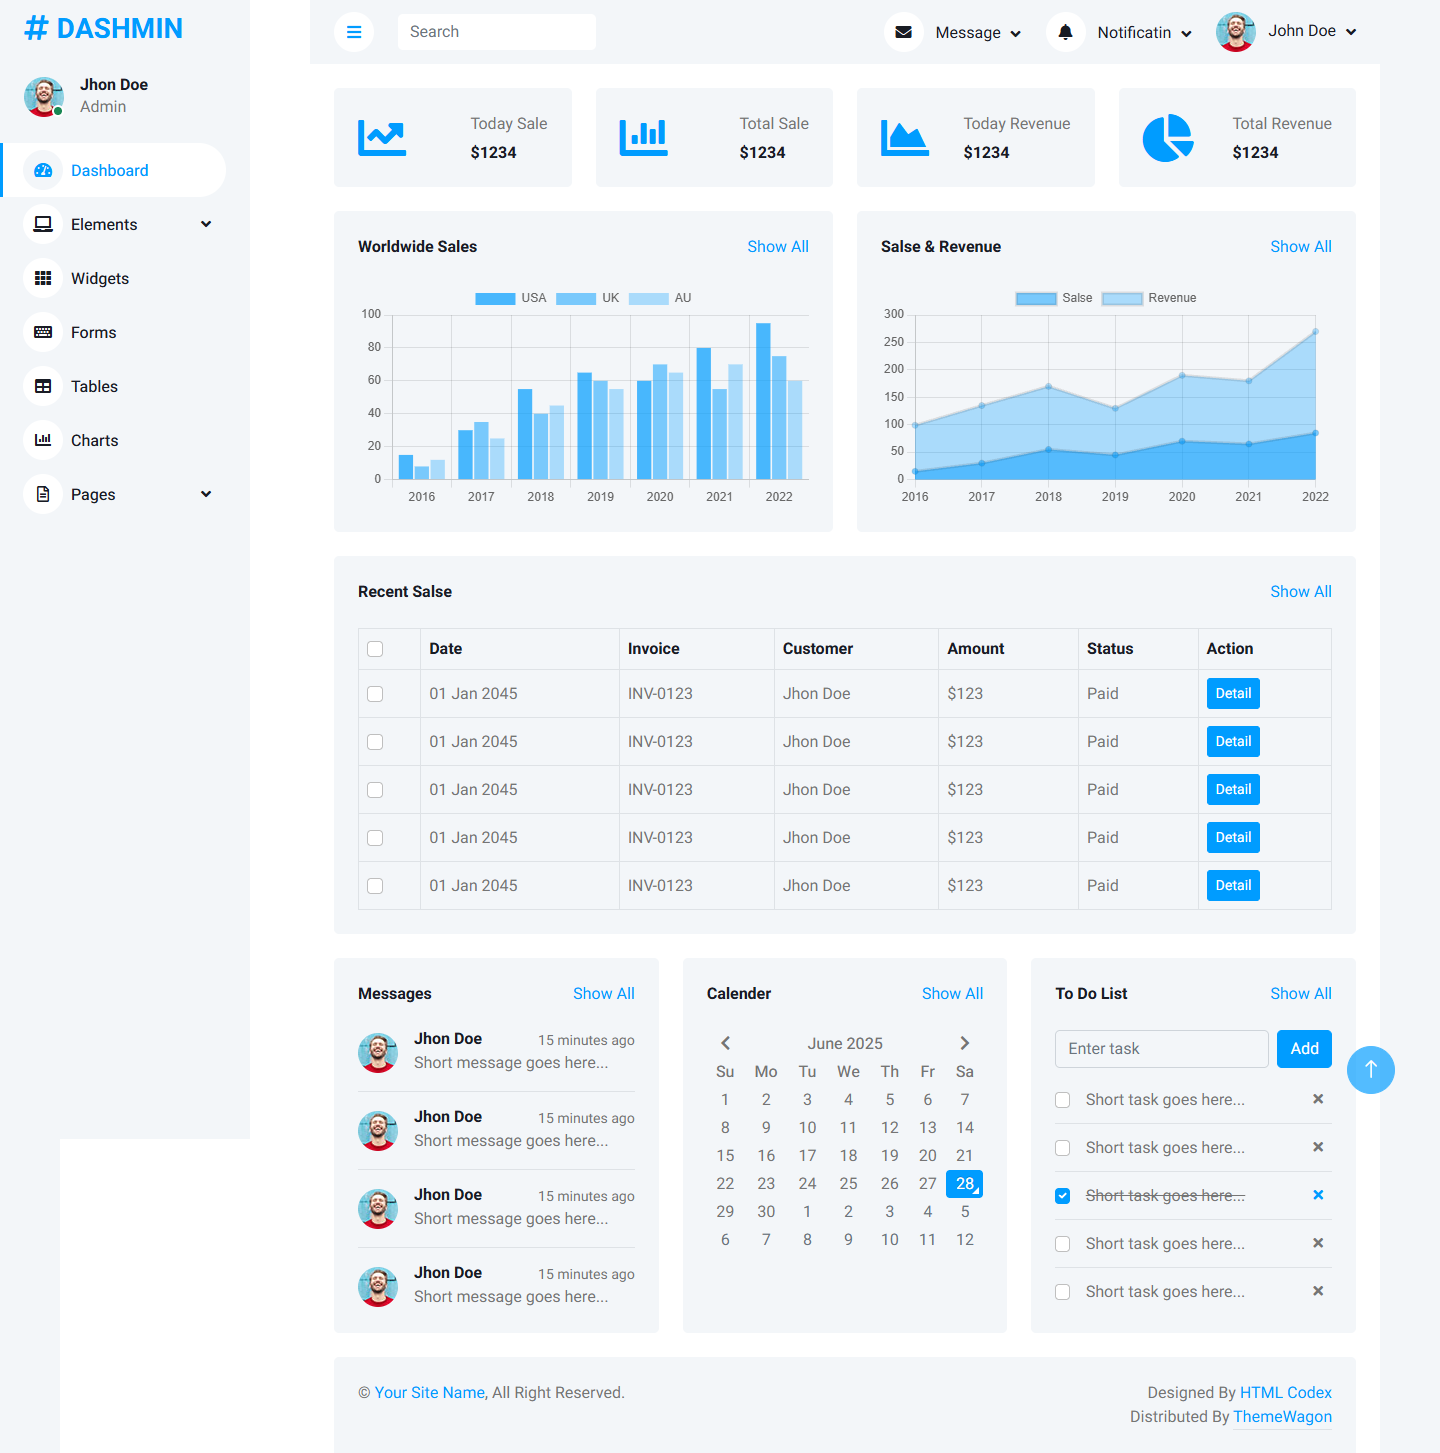 # DASHMIN
Jhon Doe
Admin
Dashboard
Elements
Widgets
Forms
Tables
Charts
Pages
Search
Message
Notificatin
John Doe
Today Sale
$1234
Total Sale
$1234
Today Revenue
$1234
Total Revenue
$1234
Worldwide Sales
Show All
USA UK AU
100
80
60
40
20
0
2016 2017 2018 2019 2020 2021 2022
Salse & Revenue
Show All
Salse Revenue
300
250
200
150
100
50
0
2016 2017 2018 2019 2020 2021 2022
Recent Salse
Show All
Date Invoice Customer Amount Status Action
01 Jan 2045 INV-0123 Jhon Doe $123 Paid Detail
01 Jan 2045 INV-0123 Jhon Doe $123 Paid Detail
01 Jan 2045 INV-0123 Jhon Doe $123 Paid Detail
01 Jan 2045 INV-0123 Jhon Doe $123 Paid Detail
01 Jan 2045 INV-0123 Jhon Doe $123 Paid Detail
Messages
Show All
Jhon Doe 15 minutes ago
Short message goes here...
Jhon Doe 15 minutes ago
Short message goes here...
Jhon Doe 15 minutes ago
Short message goes here...
Jhon Doe 15 minutes ago
Short message goes here...
Calender
Show All
June 2025
Su Mo Tu We Th Fr Sa
1 2 3 4 5 6 7
8 9 10 11 12 13 14
15 16 17 18 19 20 21
22 23 24 25 26 27 28
29 30 1 2 3 4 5
6 7 8 9 10 11 12
To Do List
Show All
Enter task
Add
Short task goes here...
Short task goes here...
Short task goes here...
Short task goes here...
Short task goes here...
© Your Site Name, All Right Reserved.
Designed By HTML Codex
Distributed By ThemeWagon